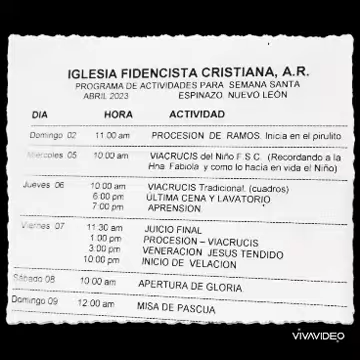 IGLESIA FIDENCISTA CRISTIANA, A.R.
PROGRAMA DE ACTIVIDADES PARA SEMANA SANTA
ABRIL 2023 ESPINAZO, NUEVO LEÓN
DIA HORA ACTIVIDAD
Domingo 02 11:00 am PROCESION DE RAMOS. Inicia en el pirulito
Miercoles 05 10:00 am VIACRUCIS del Niño F.S.C. (Recordando a la
Hna. Fabiola y como lo hacia en vida el Niño)
Jueves 06 10:00 am VIACRUCIS Tradicional. (cuadros)
6:00 pm ÚLTIMA CENA Y LAVATORIO
7:00 pm APRENSION
Viernes 07 11:30 am JUICIO FINAL
1:00 pm PROCESION – VIACRUCIS
3:00 pm VENERACION JESUS TENDIDO
10:00 pm INICIO DE VELACION
Sábado 08 10:00 am APERTURA DE GLORIA
Domingo 09 12:00 am MISA DE PASCUA
VIVAVIDEO